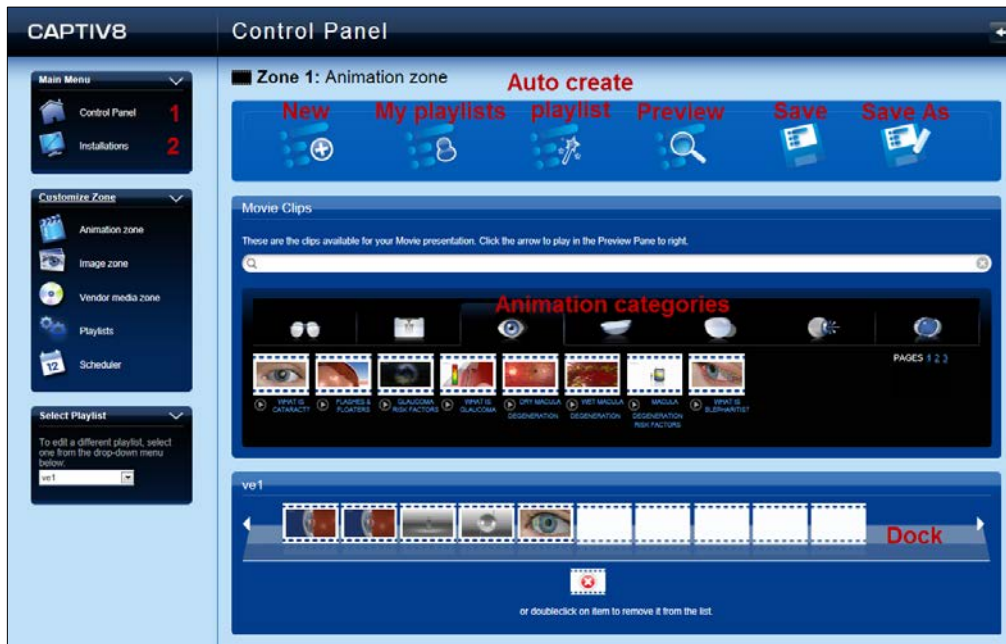 CAPTIV8
Control Panel
Main Menu
Control Panel 1
Installations 2
Customize Zone
Animation zone
Image zone
Vendor media zone
Playlists
12
Scheduler
Select Playlist
To edit a different playlist, select
one from the drop-down menu
below:
ve1
Zone 1: Animation zone
New
My playlists
Auto create
playlist
Preview
Save
Save As
Movie Clips
These are the clips available for your Movie presentation. Click the arrow to play in the Preview Pane to right.
Animation categories
WHAT IS
CATARACT?
FLASHES &
FLOATERS
GLAUCOMA
RISK FACTORS
WHAT IS
GLAUCOMA
DRY MACULA
DEGENERATION
WET MACULA
DEGENERATION
MACULA
DEGENERATION
RISK FACTORS
WHAT IS
BLEPHARITIS?
PAGES 1 2 3
ve1
Dock
or doubleclick on item to remove it from the list.